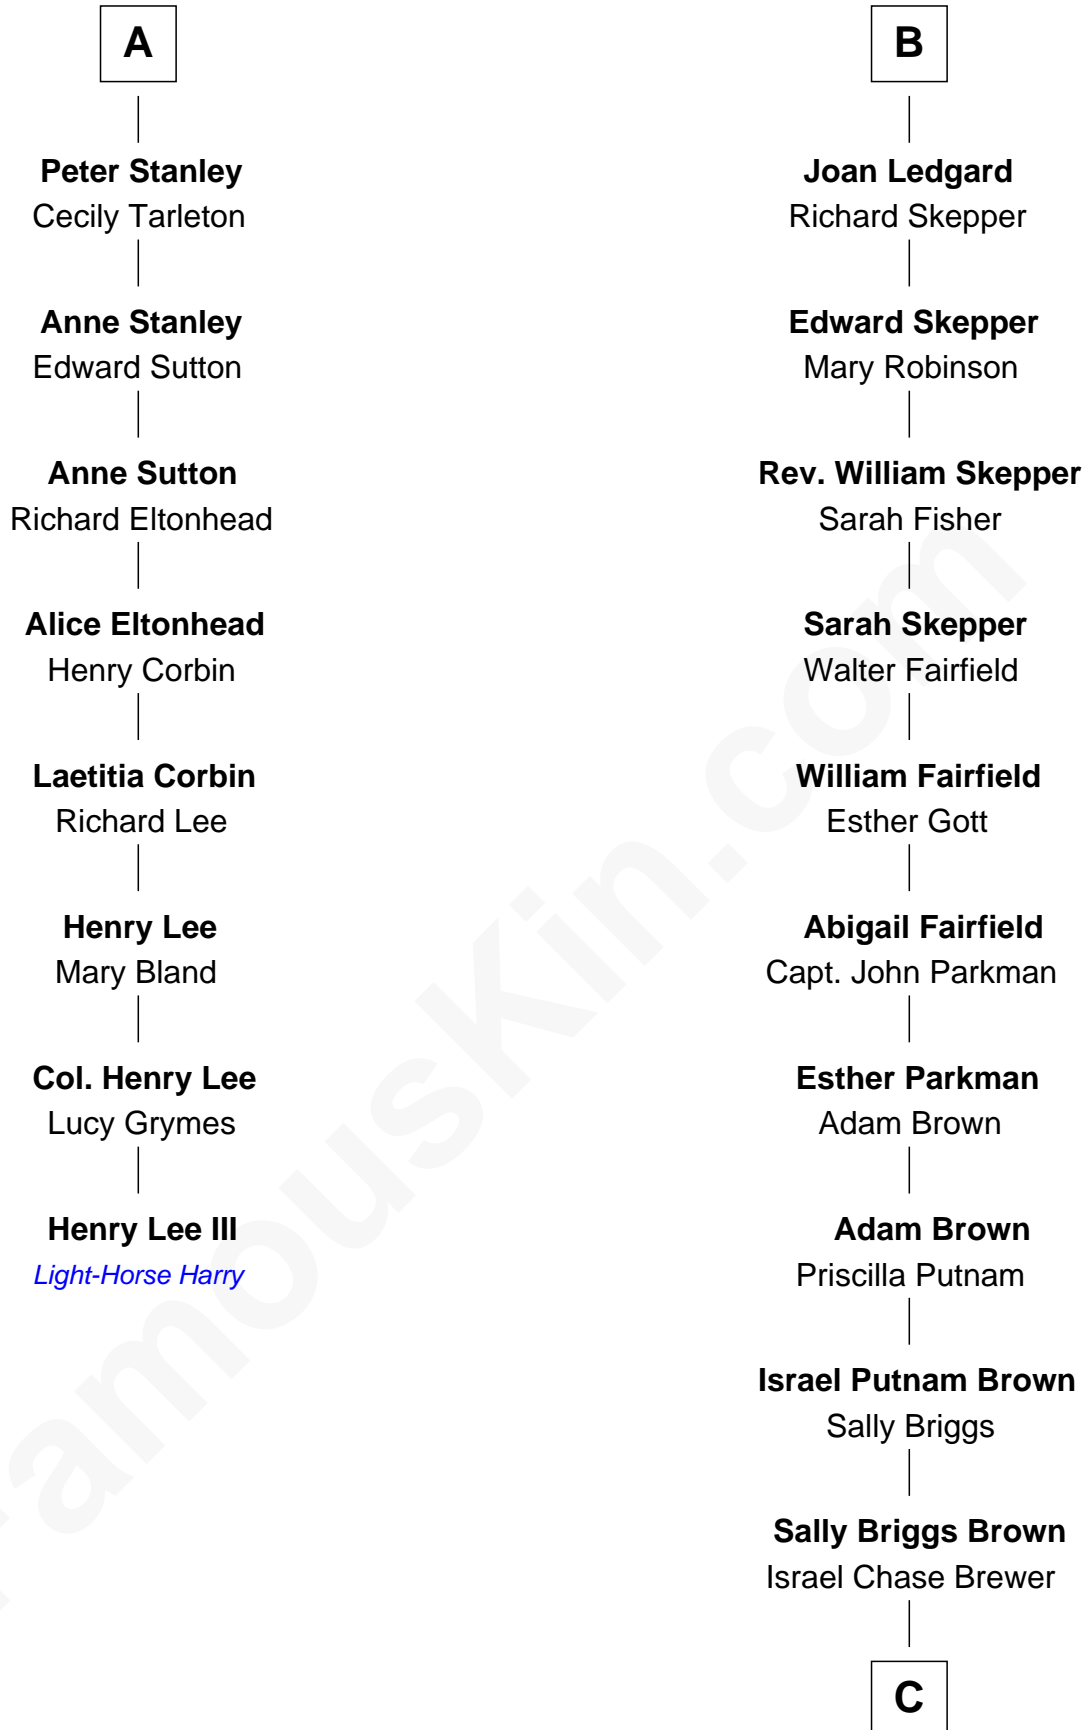 A
Peter Stanley
Cecily Tarleton
Anne Stanley
Edward Sutton
Anne Sutton
Richard Eltonhead
Alice Eltonhead
Henry Corbin
Laetitia Corbin
Richard Lee
Henry Lee
Mary Bland
Col. Henry Lee
Lucy Grymes
Henry Lee III
Light-Horse Harry
B
Joan Ledgard
Richard Skepper
Edward Skepper
Mary Robinson
Rev. William Skepper
Sarah Fisher
Sarah Skepper
Walter Fairfield
William Fairfield
Esther Gott
Abigail Fairfield
Capt. John Parkman
Esther Parkman
Adam Brown
Adam Brown
Priscilla Putnam
Israel Putnam Brown
Sally Briggs
Sally Briggs Brown
Israel Chase Brewer
C
FamousKin.com